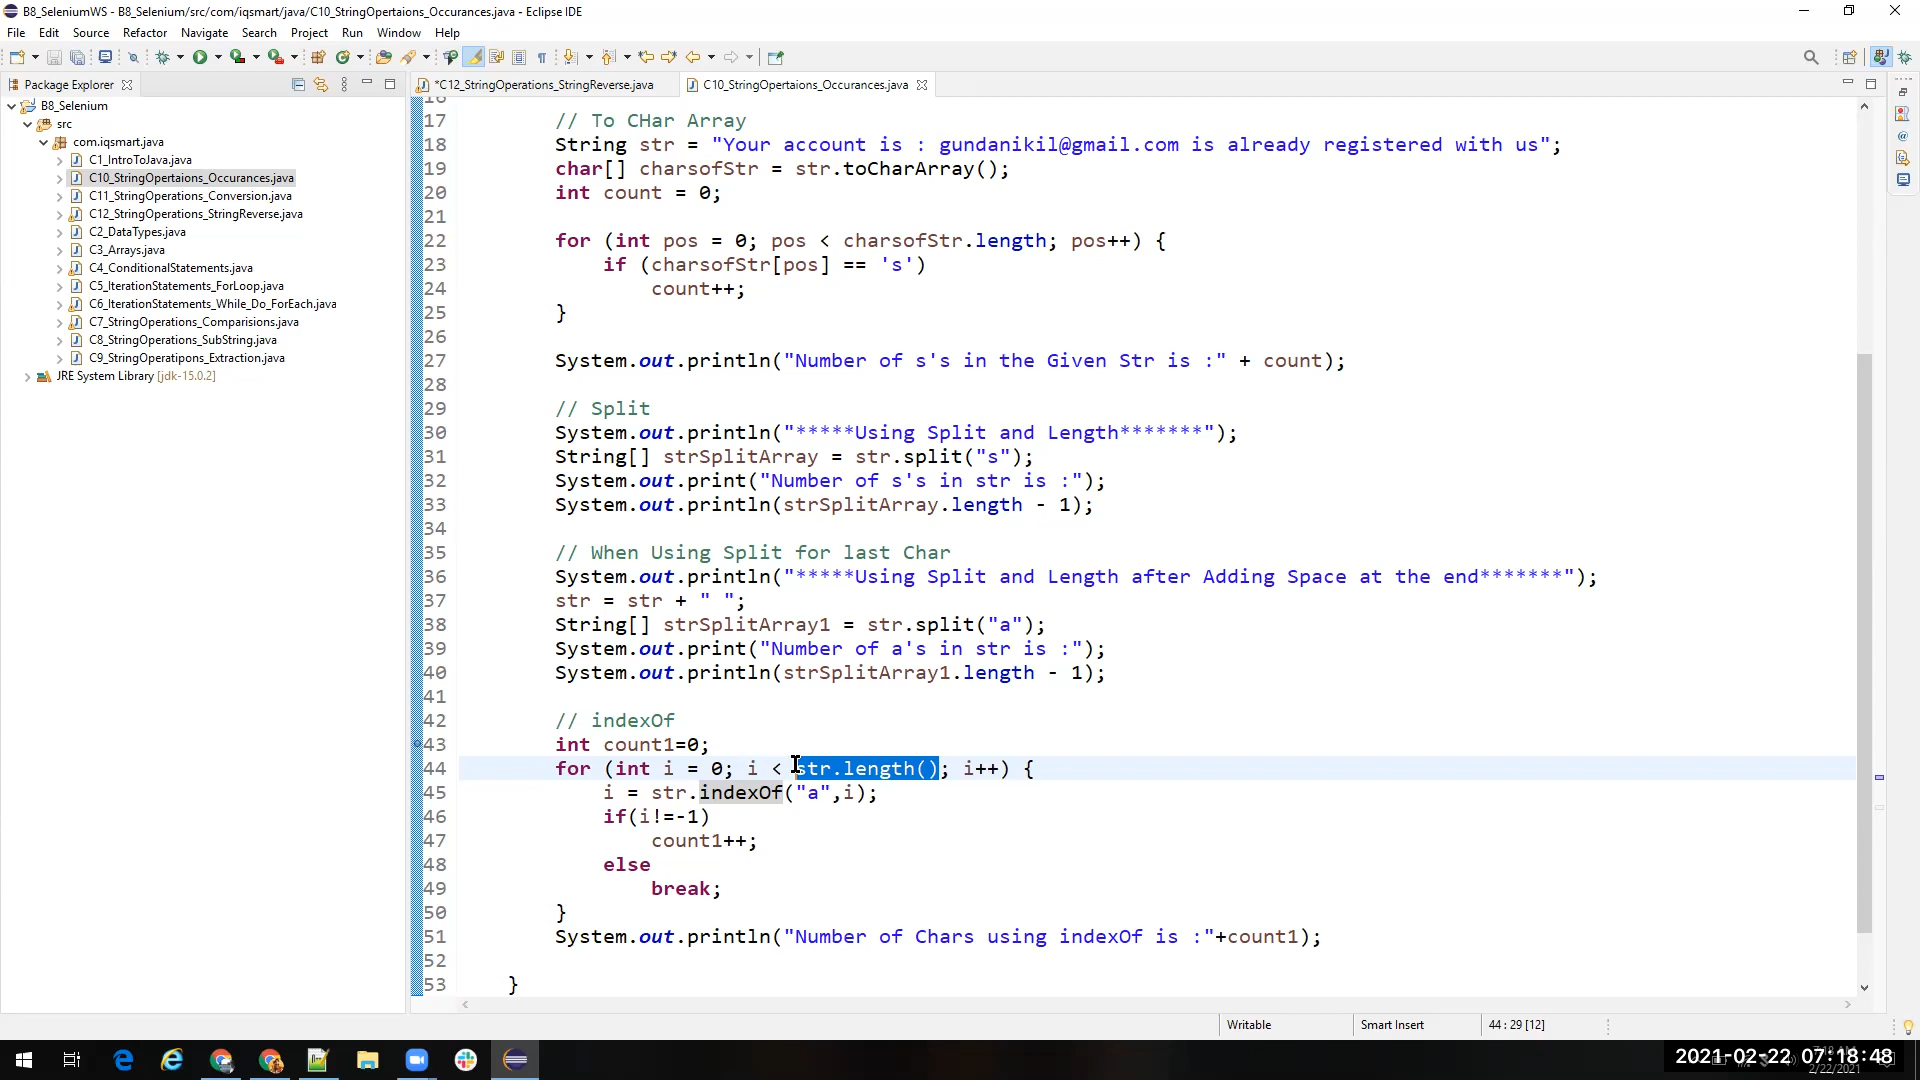 B8_SeleniumWS - B8_Selenium/src/com/iqsmart/java/C10_StringOpertaions_Occurances.java - Eclipse IDE
File Edit Source Refactor Navigate Search Project Run Window Help
Package Explorer
*C12_StringOperations_StringReverse.java
C10_StringOpertaions_Occurances.java
B8_Selenium
src
com.iqsmart.java
C1_IntroToJava.java
C10_StringOpertaions_Occurances.java
C11_StringOperations_Conversion.java
C12_StringOperations_StringReverse.java
C2_DataTypes.java
C3_Arrays.java
C4_ConditionalStatements.java
C5_IterationStatements_ForLoop.java
C6_IterationStatements_While_Do_ForEach.java
C7_StringOperations_Comparisions.java
C8_StringOperations_SubString.java
C9_StringOperatipons_Extraction.java
JRE System Library [jdk-15.0.2]
16
17 // To CHar Array
18 String str = "Your account is : gundanikil@gmail.com is already registered with us";
19 char[] charsofStr = str.toCharArray();
20 int count = 0;
21
22 for (int pos = 0; pos < charsofStr.length; pos++) {
23 if (charsofStr[pos] == 's')
24 count++;
25 }
26
27 System.out.println("Number of s's in the Given Str is :" + count);
28
29 // Split
30 System.out.println("*****Using Split and Length*******");
31 String[] strSplitArray = str.split("s");
32 System.out.print("Number of s's in str is :");
33 System.out.println(strSplitArray.length - 1);
34
35 // When Using Split for last Char
36 System.out.println("*****Using Split and Length after Adding Space at the end*******");
37 str = str + " ";
38 String[] strSplitArray1 = str.split("a");
39 System.out.print("Number of a's in str is :");
40 System.out.println(strSplitArray1.length - 1);
41
42 // indexOf
43 int count1=0;
44 for (int i = 0; i < str.length(); i++) {
45 i = str.indexOf("a",i);
46 if(i!=-1)
47 count1++;
48 else
49 break;
50 }
51 System.out.println("Number of Chars using indexOf is :"+count1);
52
53 }
Writable Smart Insert 44 : 29 [12]
2021-02-22 07:18:48
2/22/2021